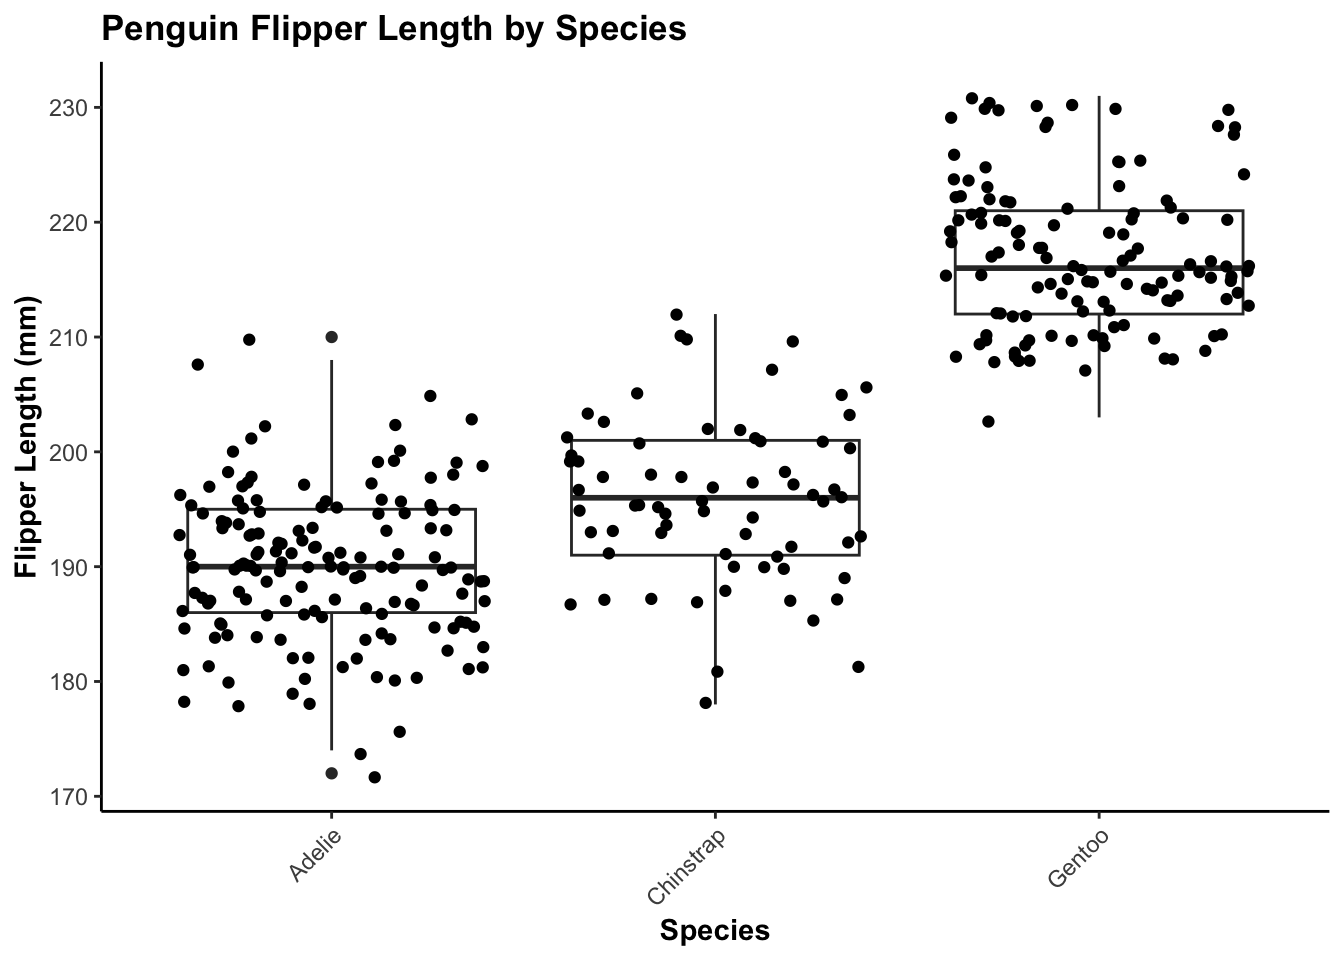 Penguin Flipper Length by Species
Flipper Length (mm)
230
220
210
200
190
180
170
Adelie
Chinstrap
Gentoo
Species